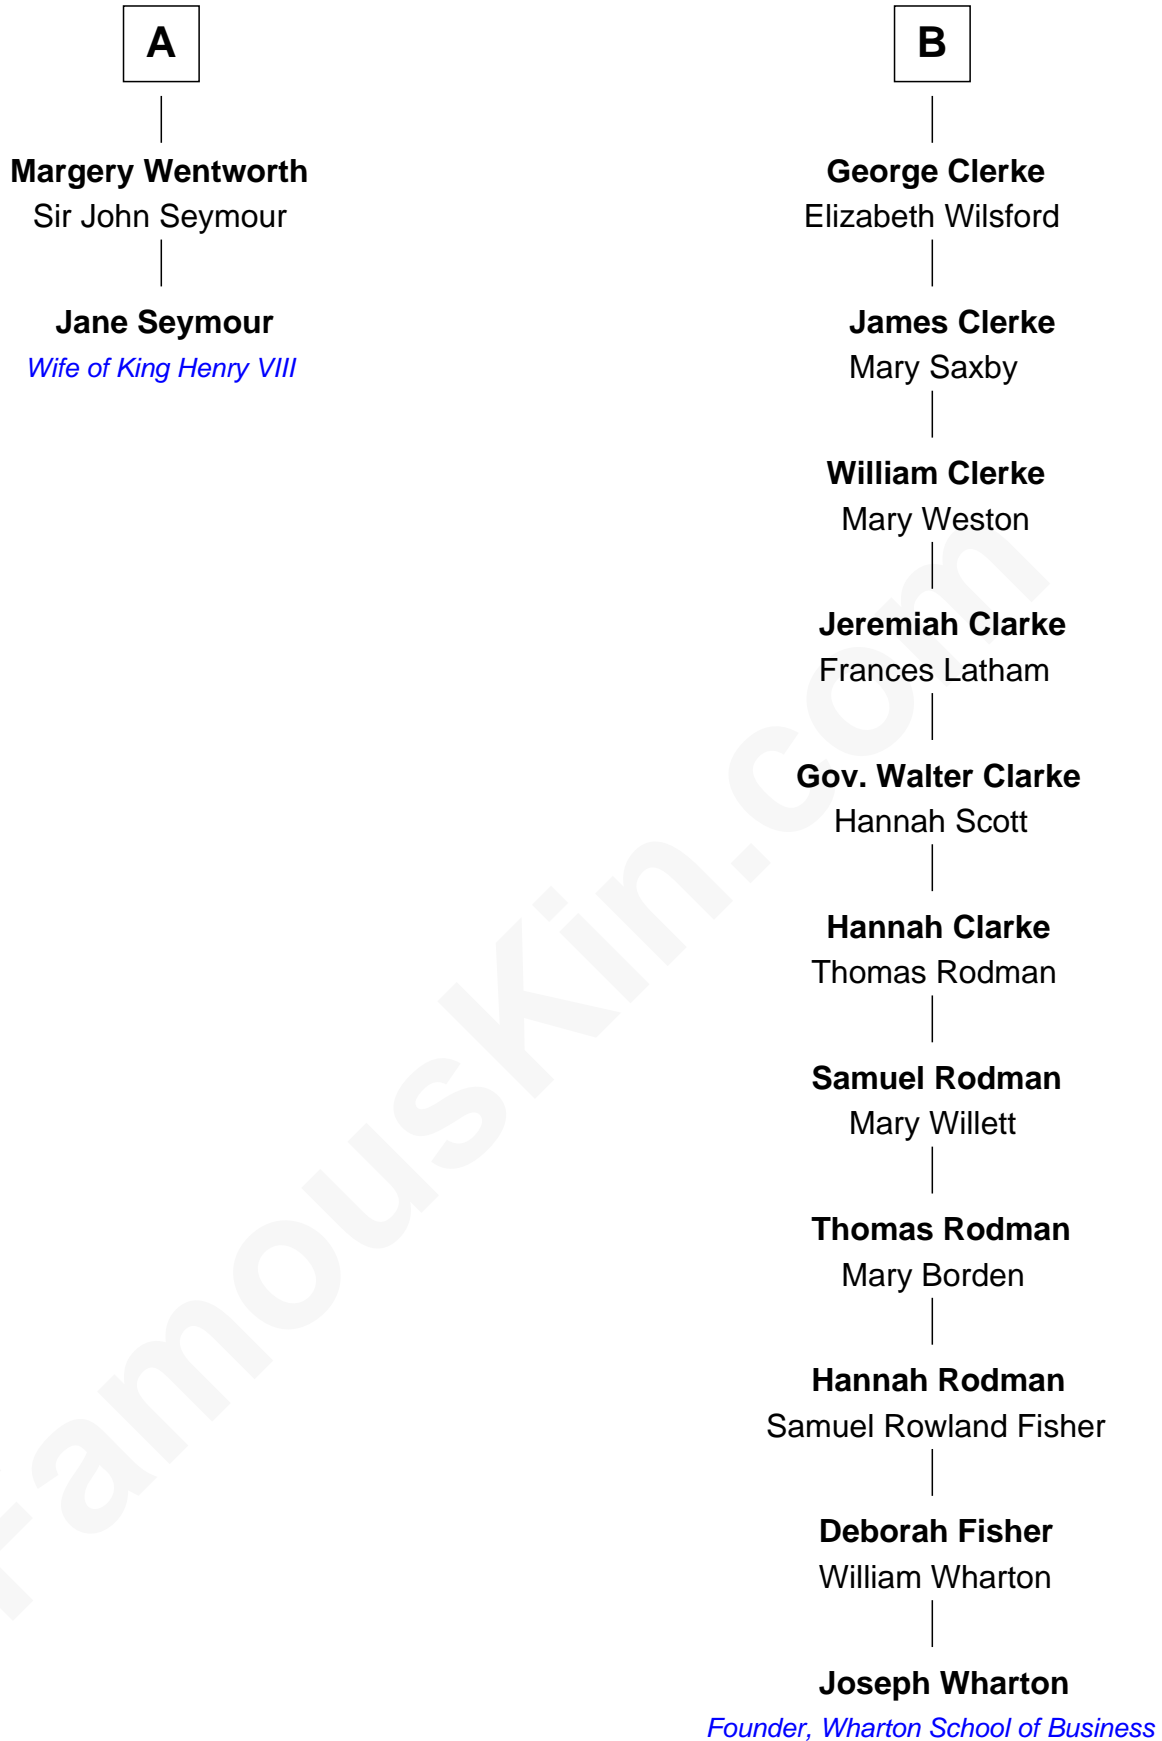 A
Margery Wentworth
Sir John Seymour
Jane Seymour
Wife of King Henry VIII
B
George Clerke
Elizabeth Wilsford
James Clerke
Mary Saxby
William Clerke
Mary Weston
Jeremiah Clarke
Frances Latham
Gov. Walter Clarke
Hannah Scott
Hannah Clarke
Thomas Rodman
Samuel Rodman
Mary Willett
Thomas Rodman
Mary Borden
Hannah Rodman
Samuel Rowland Fisher
Deborah Fisher
William Wharton
Joseph Wharton
Founder, Wharton School of Business
FamousKin.com